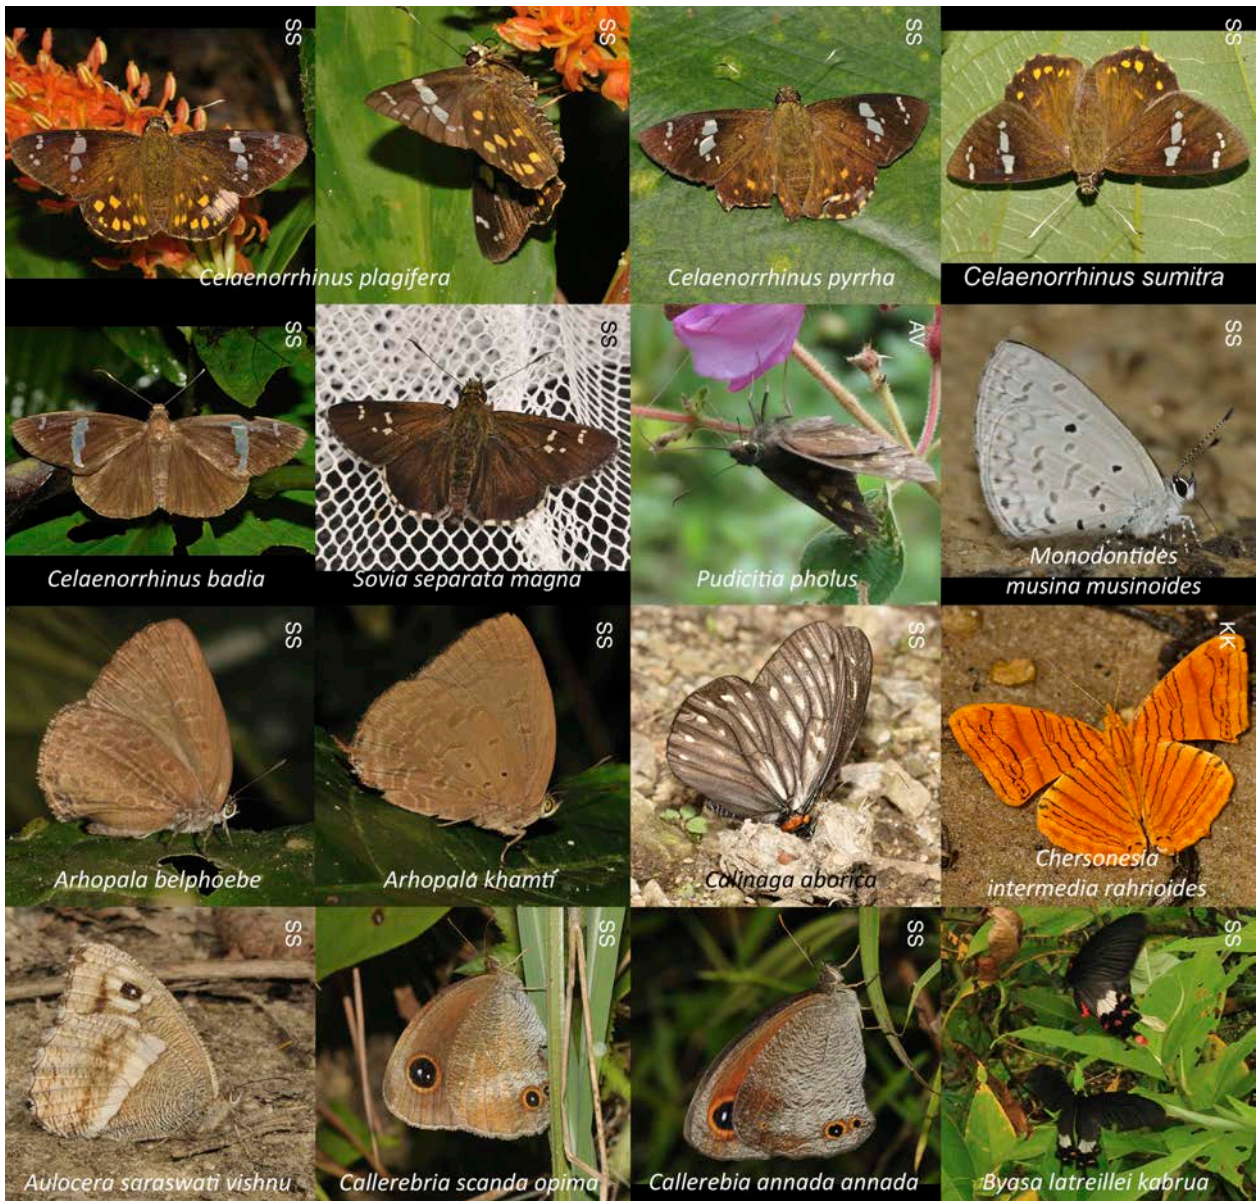 SS
SS
SS
SS
Celaenorrhinus plagifera
Celaenorrhinus pyrrha
Celaenorrhinus sumitra
SS
SS
AV
SS
Celaenorrhinus badia
Sovia separata magna
Pudicitia pholus
Monodontides
musina musinoides
SS
SS
SS
KK
Arhopala belphoebe
Arhopala khamti
Calinaga aborica
Chersonesia
intermedia rahrioides
SS
SS
SS
SS
Aulocera saraswati vishnu
Callerebria scanda opima
Callerebia annada annada
Byasa latreillei kabrua